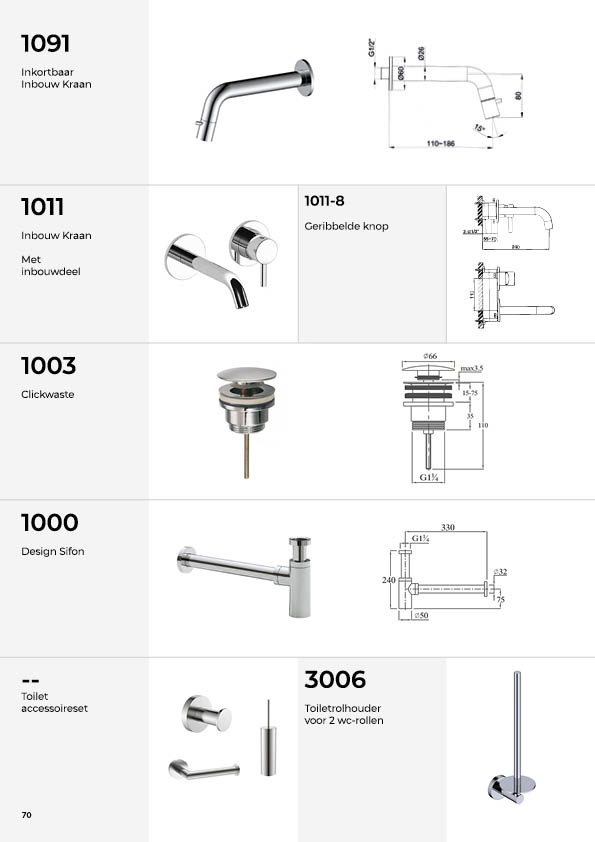 1091
Inkortbaar
Inbouw Kraan
G1/2"
Ø60
Ø26
80
15°
110~186
1011
Inbouw Kraan
Met
inbouwdeel
1011-8
Geribbelde knop
1003
Clickwaste
Ø66
max3,5
15-75
35
110
G1¼
1000
Design Sifon
330
G1¼
240
Ø32
75
Ø50
--
Toilet
accessoireset
3006
Toiletrolhouder
voor 2 wc-rollen
70